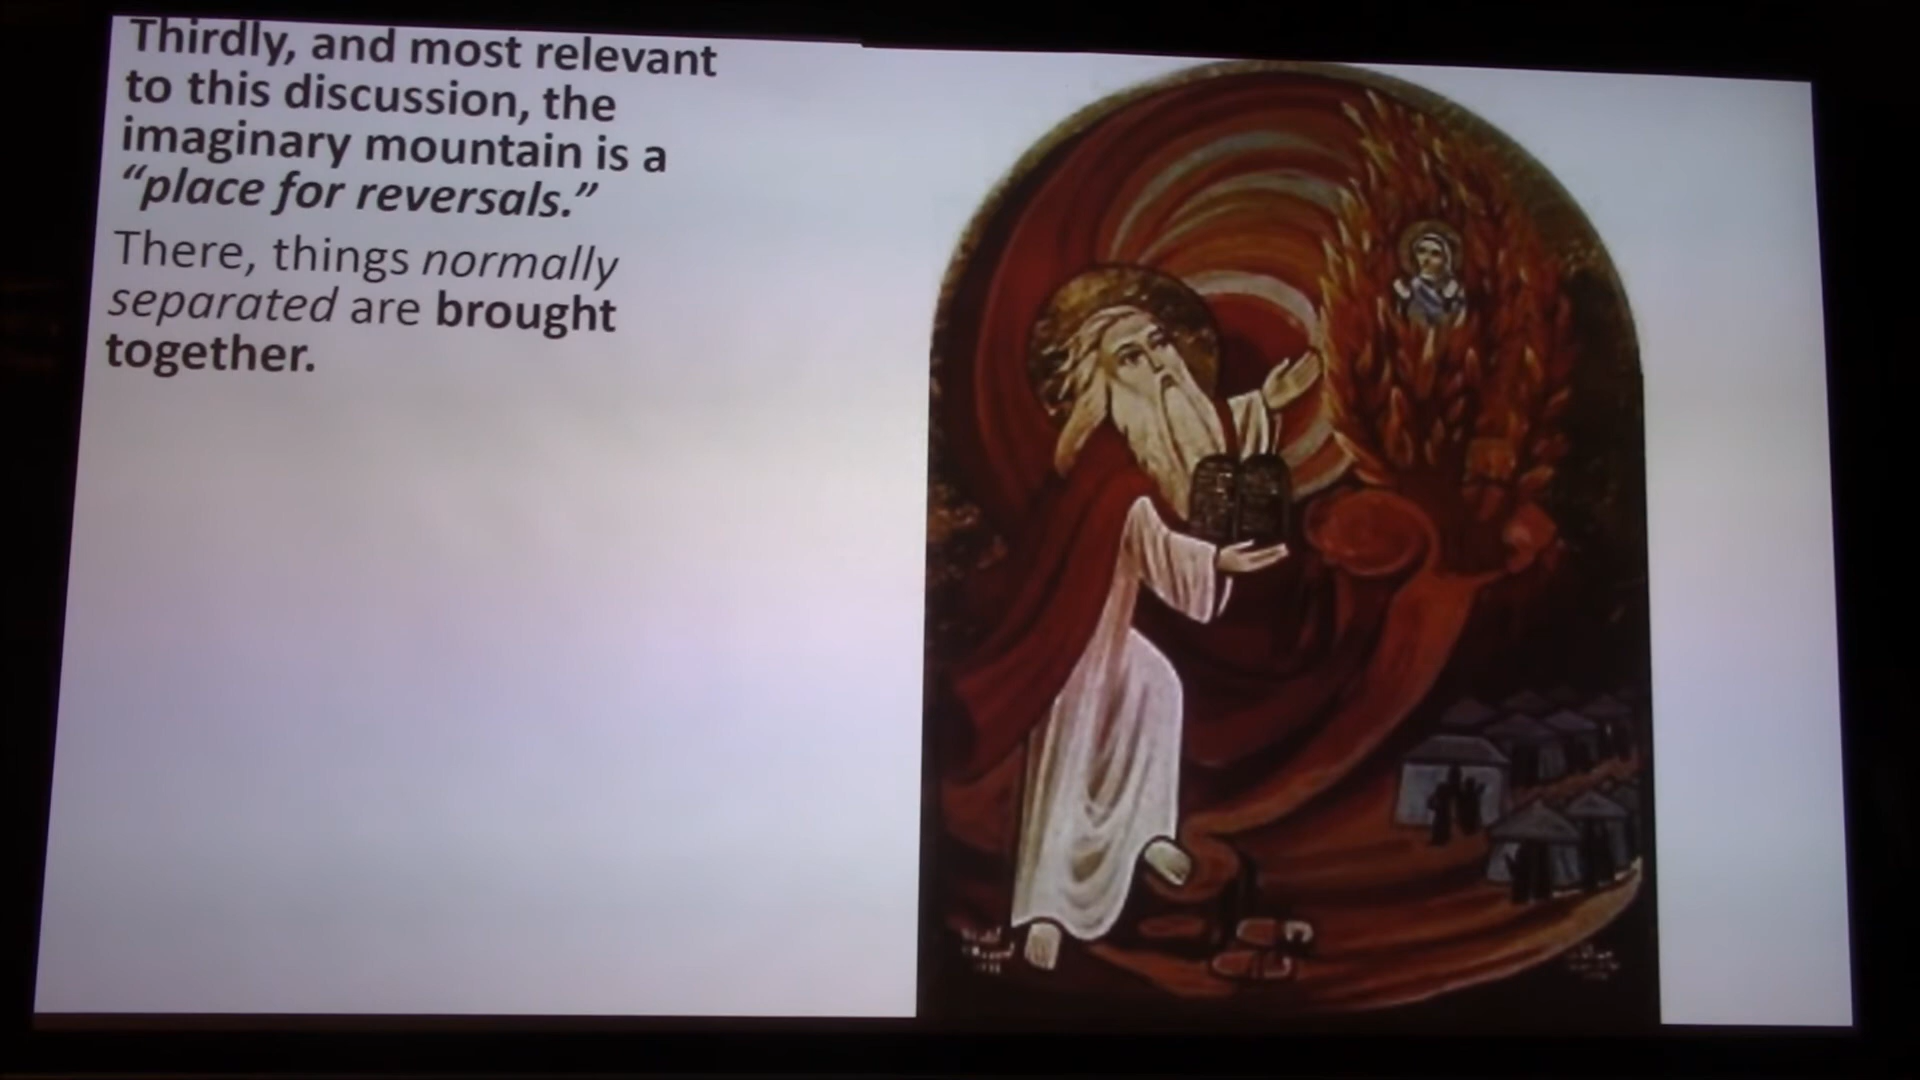 Thirdly, and most relevant
to this discussion, the
imaginary mountain is a
“place for reversals.”
There, things normally
separated are brought
together.